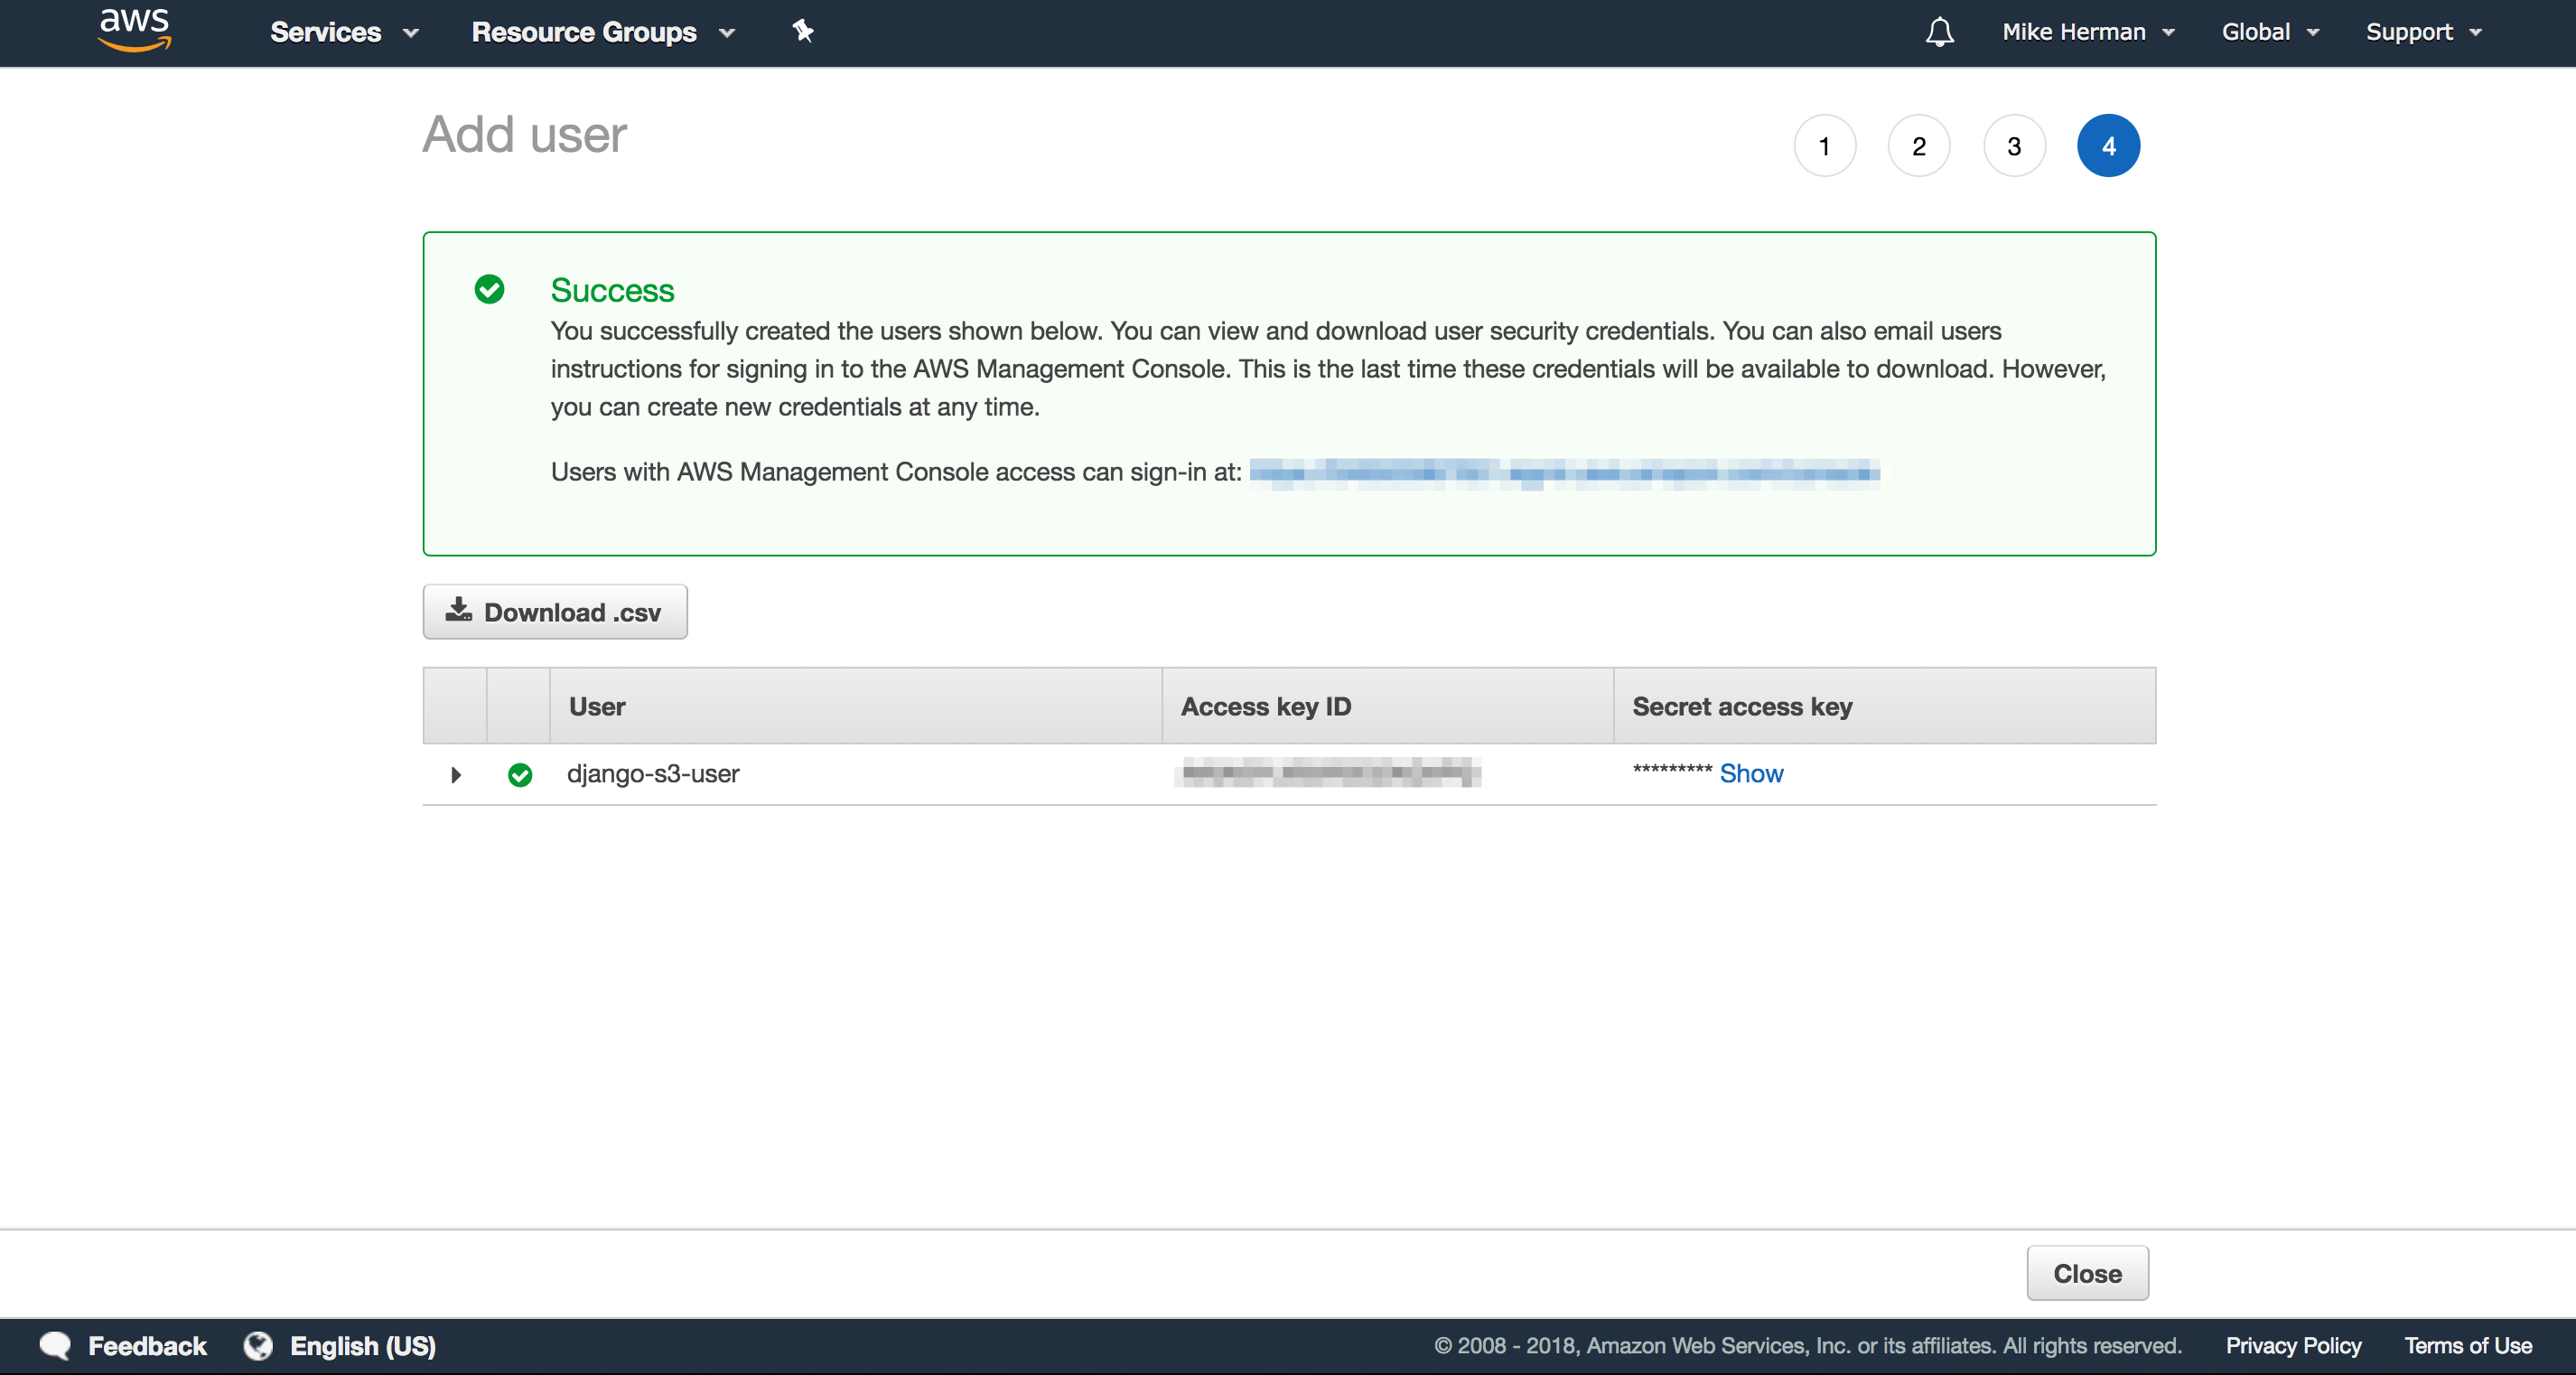 aws Services Resource Groups Mike Herman Global Support
Add user 1 2 3 4
Success
You successfully created the users shown below. You can view and download user security credentials. You can also email users
instructions for signing in to the AWS Management Console. This is the last time these credentials will be available to download. However,
you can create new credentials at any time.
Users with AWS Management Console access can sign-in at:
Download .csv
User Access key ID Secret access key
django-s3-user ********* Show
Close
Feedback English (US) © 2008 - 2018, Amazon Web Services, Inc. or its affiliates. All rights reserved. Privacy Policy Terms of Use